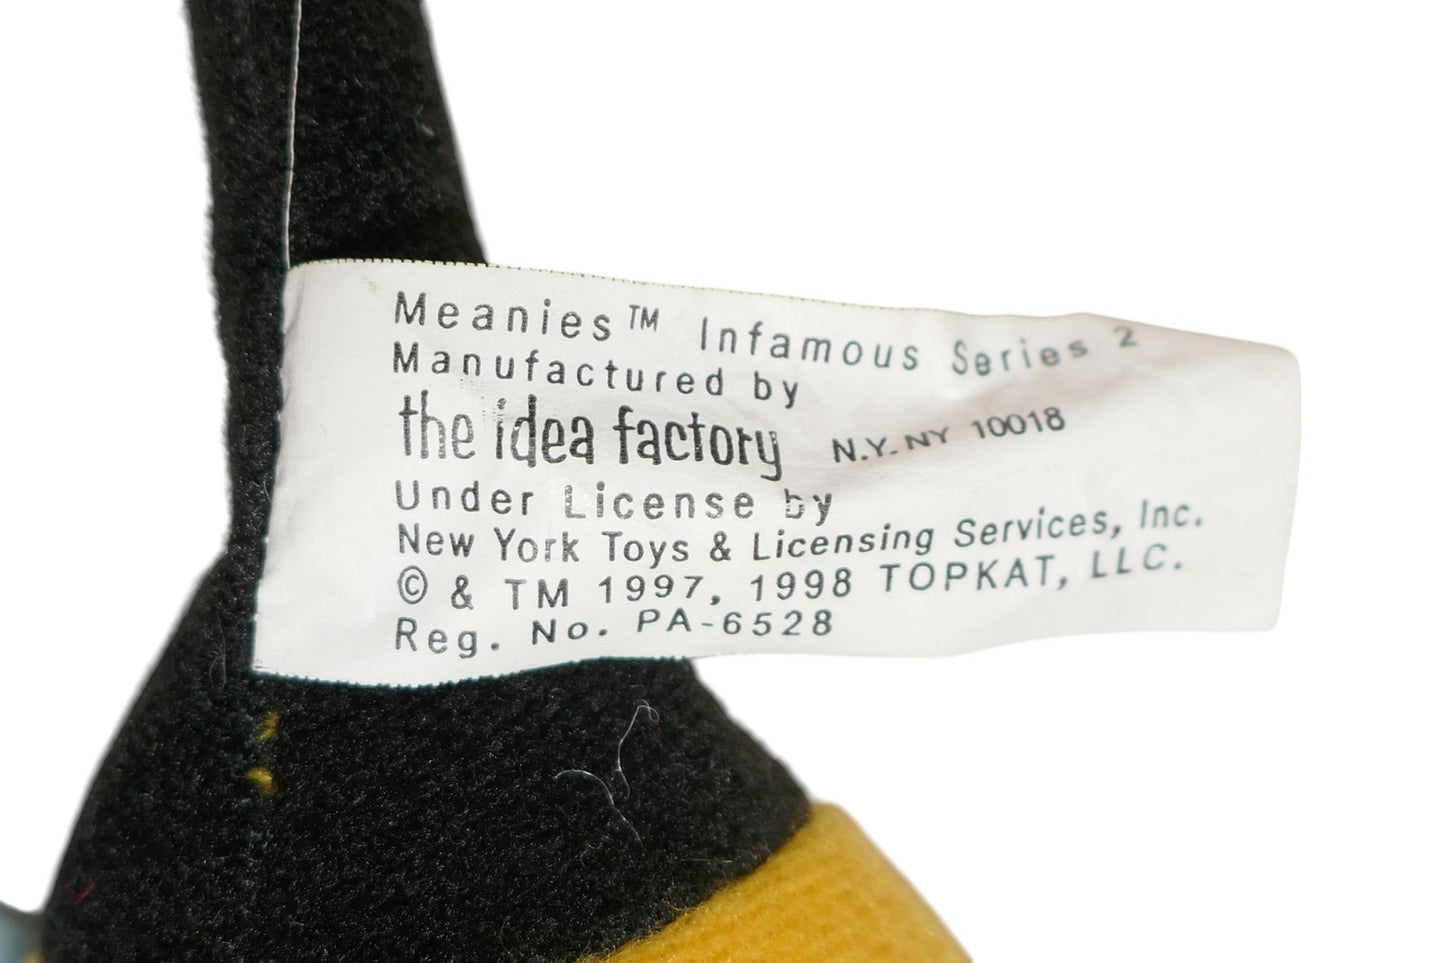 Meanies™ Infamous Series 2
Manufactured by
the idea factory N.Y. NY 10018
Under License by
New York Toys & Licensing Services, Inc.
© & TM 1997, 1998 TOPKAT, LLC.
Reg. No. PA-6528